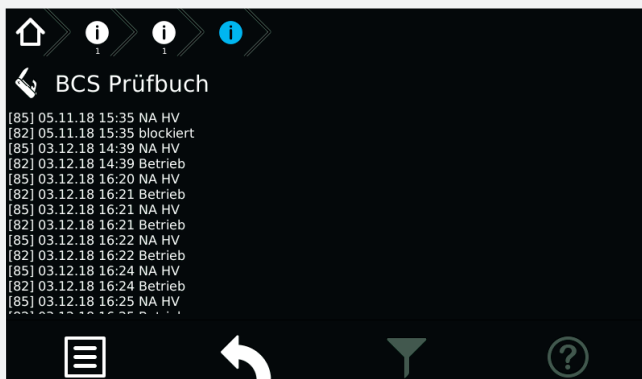 i
1
i
1
i
BCS Prüfbuch
[85] 05.11.18 15:35 NA HV
[82] 05.11.18 15:35 blockiert
[85] 03.12.18 14:39 NA HV
[82] 03.12.18 14:39 Betrieb
[85] 03.12.18 16:20 NA HV
[82] 03.12.18 16:21 Betrieb
[85] 03.12.18 16:21 NA HV
[82] 03.12.18 16:21 Betrieb
[85] 03.12.18 16:22 NA HV
[82] 03.12.18 16:22 Betrieb
[85] 03.12.18 16:24 NA HV
[82] 03.12.18 16:24 Betrieb
[85] 03.12.18 16:25 NA HV
?